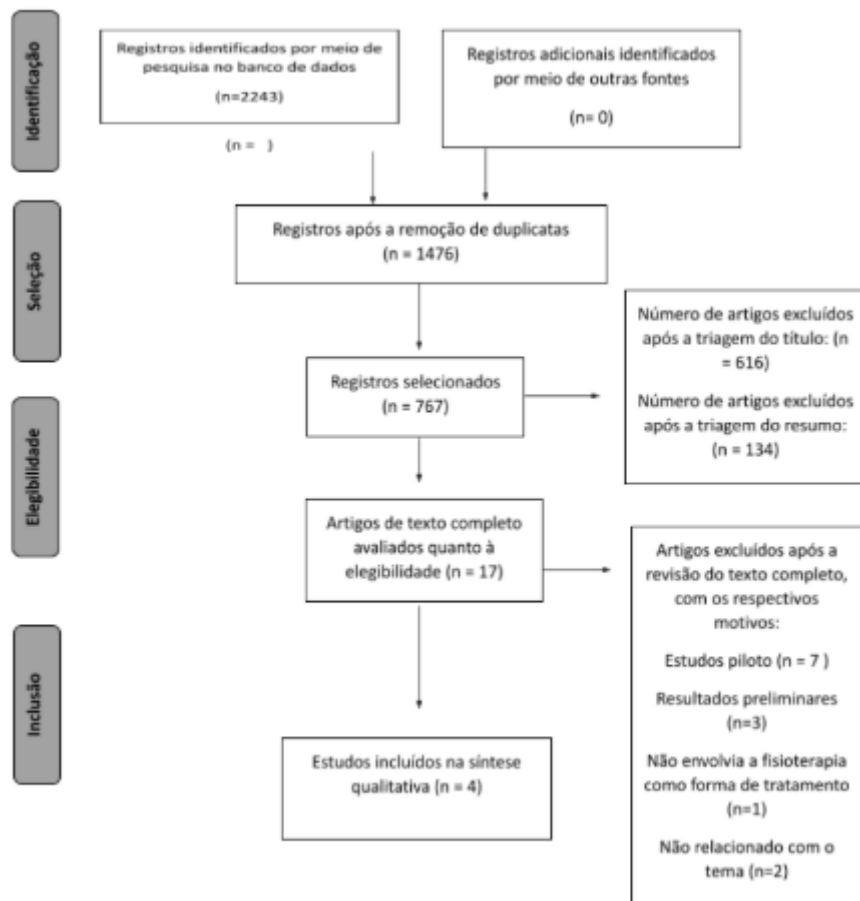 Identificação
Registros identificados por meio de
pesquisa no banco de dados
(n=2243)
(n = )
Registros adicionais identificados
por meio de outras fontes
(n= 0)
Seleção
Registros após a remoção de duplicatas
(n = 1476)
Registros selecionados
(n = 767)
Número de artigos excluídos
após a triagem do título: (n
= 616)
Número de artigos excluídos
após a triagem do resumo:
(n = 134)
Elegibilidade
Artigos de texto completo
avaliados quanto à
elegibilidade (n = 17)
Artigos excluídos após a
revisão do texto completo,
com os respectivos
motivos:
Estudos piloto (n = 7 )
Resultados preliminares
(n=3)
Não envolvia a fisioterapia
como forma de tratamento
(n=1)
Não relacionado com o
tema (n=2)
Inclusão
Estudos incluídos na síntese
qualitativa (n = 4)